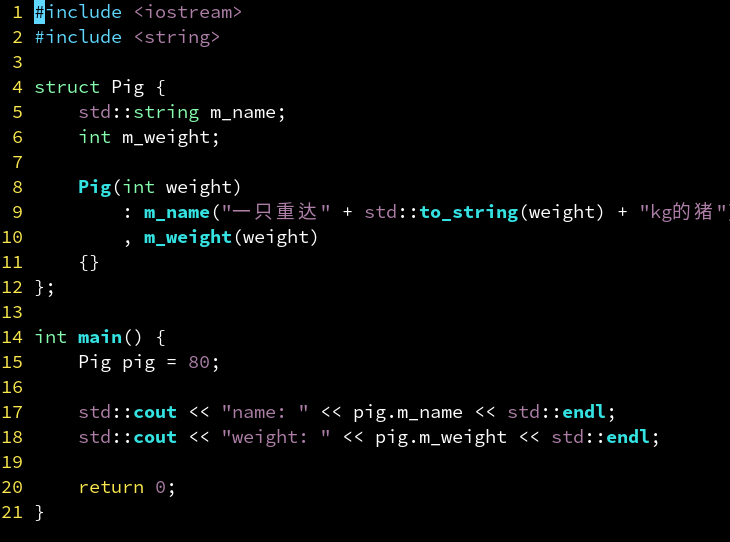 1 #include <iostream>
2 #include <string>
3
4 struct Pig {
5     std::string m_name;
6     int m_weight;
7
8     Pig(int weight)
9         : m_name("一只重达" + std::to_string(weight) + "kg的猪")
10         , m_weight(weight)
11     {}
12 };
13
14 int main() {
15     Pig pig = 80;
16
17     std::cout << "name: " << pig.m_name << std::endl;
18     std::cout << "weight: " << pig.m_weight << std::endl;
19
20     return 0;
21 }